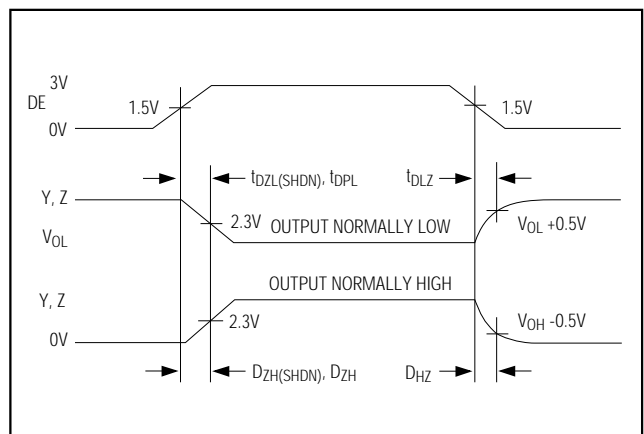 3V
DE
1.5V
1.5V
0V
tDZL(SHDN), tDPL
tDLZ
Y, Z
2.3V
OUTPUT NORMALLY LOW
VOL +0.5V
VOL
OUTPUT NORMALLY HIGH
Y, Z
2.3V
VOH -0.5V
0V
DZH(SHDN), DZH
DHZ